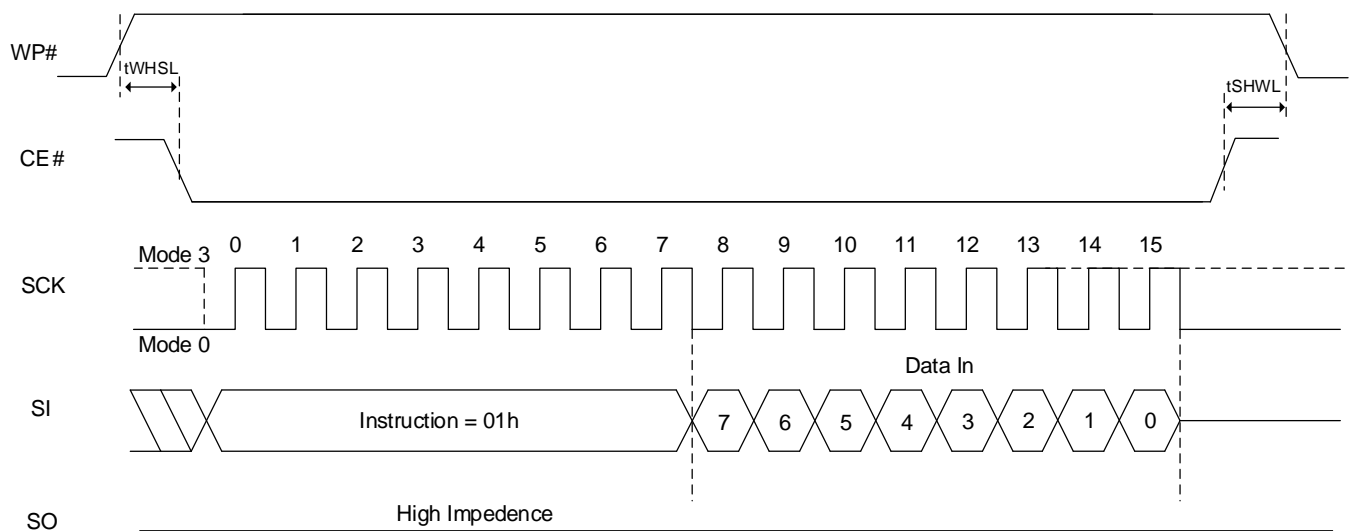 WP#
tWHSL
tSHWL
CE#
0 1 2 3 4 5 6 7 8 9 10 11 12 13 14 15
Mode 3
SCK
Mode 0
Data In
SI
Instruction = 01h
7 6 5 4 3 2 1 0
High Impedence
SO